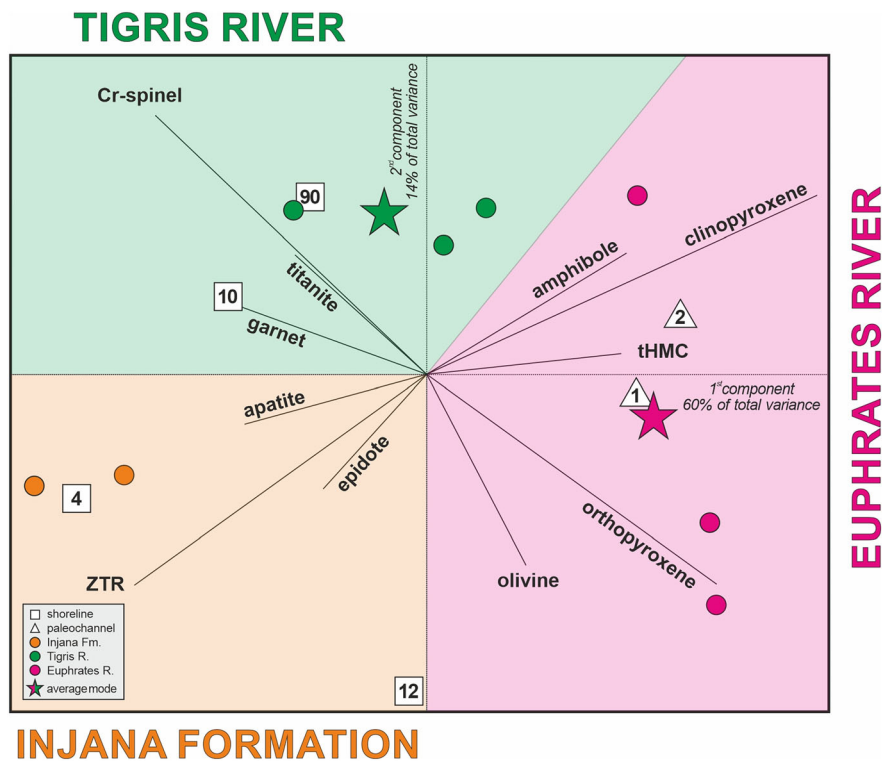 TIGRIS RIVER
Cr-spinel
2nd component
14% of total variance
90
clinopyroxene
amphibole
titanite
10
garnet
2
tHMC
EUPHRATES RIVER
1st component
60% of total variance
1
apatite
epidote
4
orthopyroxene
olivine
ZTR
shoreline
paleochannel
Injana Fm.
Tigris R.
Euphrates R.
average mode
12
INJANA FORMATION